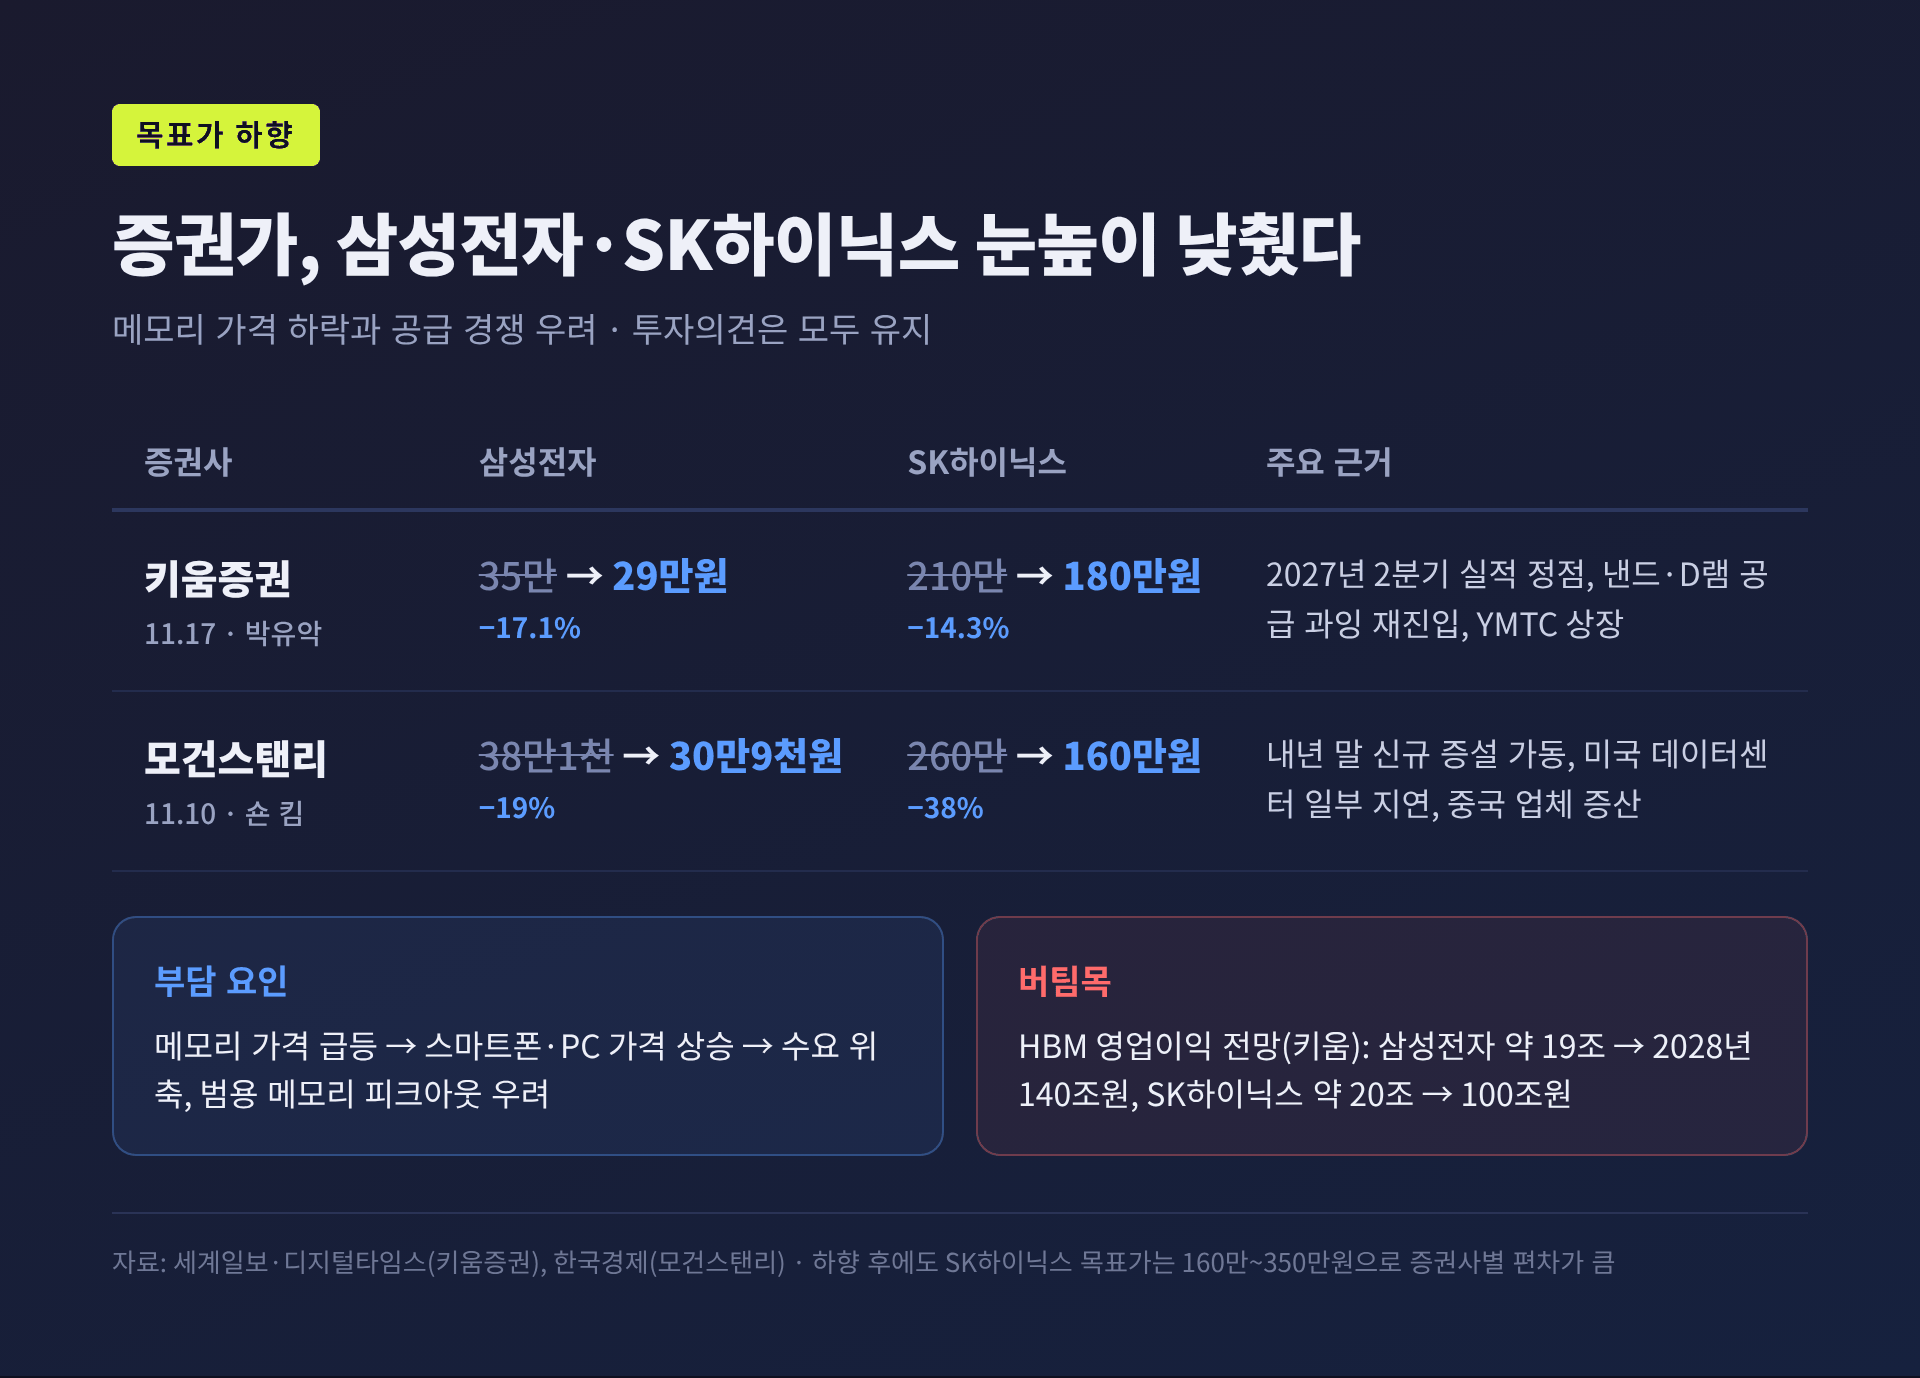 목표가 하향
증권가, 삼성전자·SK하이닉스 눈높이 낮췄다
메모리 가격 하락과 공급 경쟁 우려 · 투자의견은 모두 유지
증권사 삼성전자 SK하이닉스 주요 근거
키움증권 35만 → 29만원 210만 → 180만원 2027년 2분기 실적 정점, 낸드·D램 공
11.17 · 박유악 −17.1% −14.3% 급 과잉 재진입, YMTC 상장
모건스탠리 38만1천 → 30만9천원 260만 → 160만원 내년 말 신규 증설 가동, 미국 데이터센
11.10 · 숀 킴 −19% −38% 터 일부 지연, 중국 업체 증산
부담 요인
메모리 가격 급등 → 스마트폰·PC 가격 상승 → 수요 위
축, 범용 메모리 피크아웃 우려
버팀목
HBM 영업이익 전망(키움): 삼성전자 약 19조 → 2028년
140조원, SK하이닉스 약 20조 → 100조원
자료: 세계일보·디지털타임스(키움증권), 한국경제(모건스탠리) · 하향 후에도 SK하이닉스 목표가는 160만~350만원으로 증권사별 편차가 큼